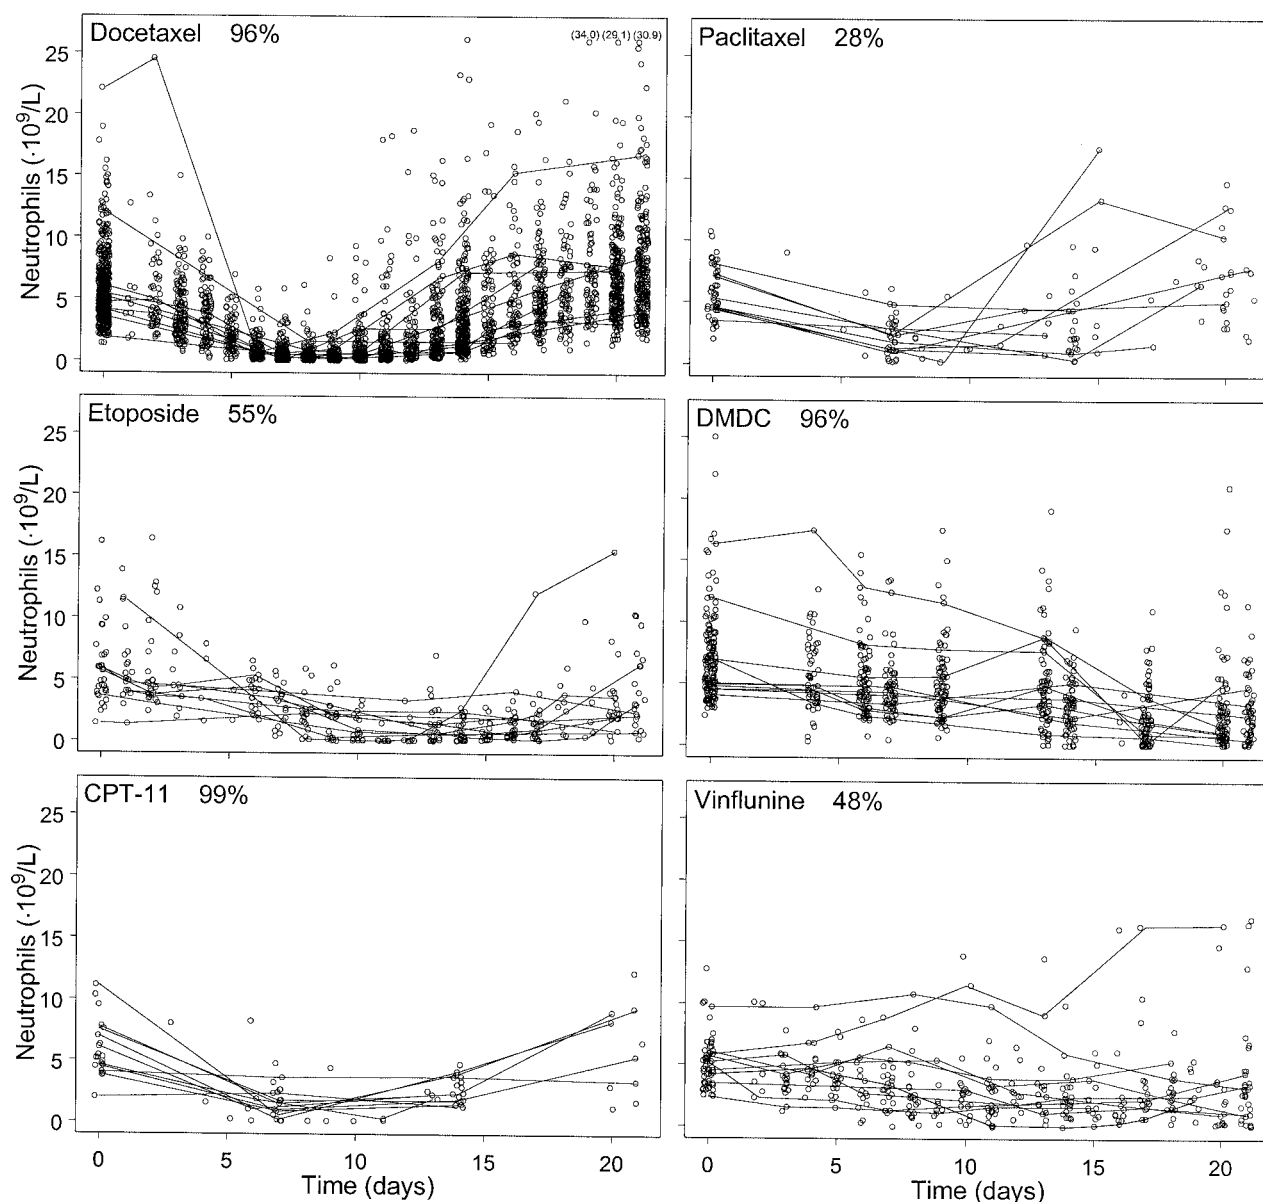 Docetaxel 96%
(34.0) (29.1) (30.9)
Paclitaxel 28%
Neutrophils (·10⁹/L)
25
20
15
10
5
0
Etoposide 55%
DMDC 96%
Neutrophils (·10⁹/L)
25
20
15
10
5
0
CPT-11 99%
Vinflunine 48%
Neutrophils (·10⁹/L)
25
20
15
10
5
0
0 5 10 15 20
0 5 10 15 20
Time (days)
Time (days)